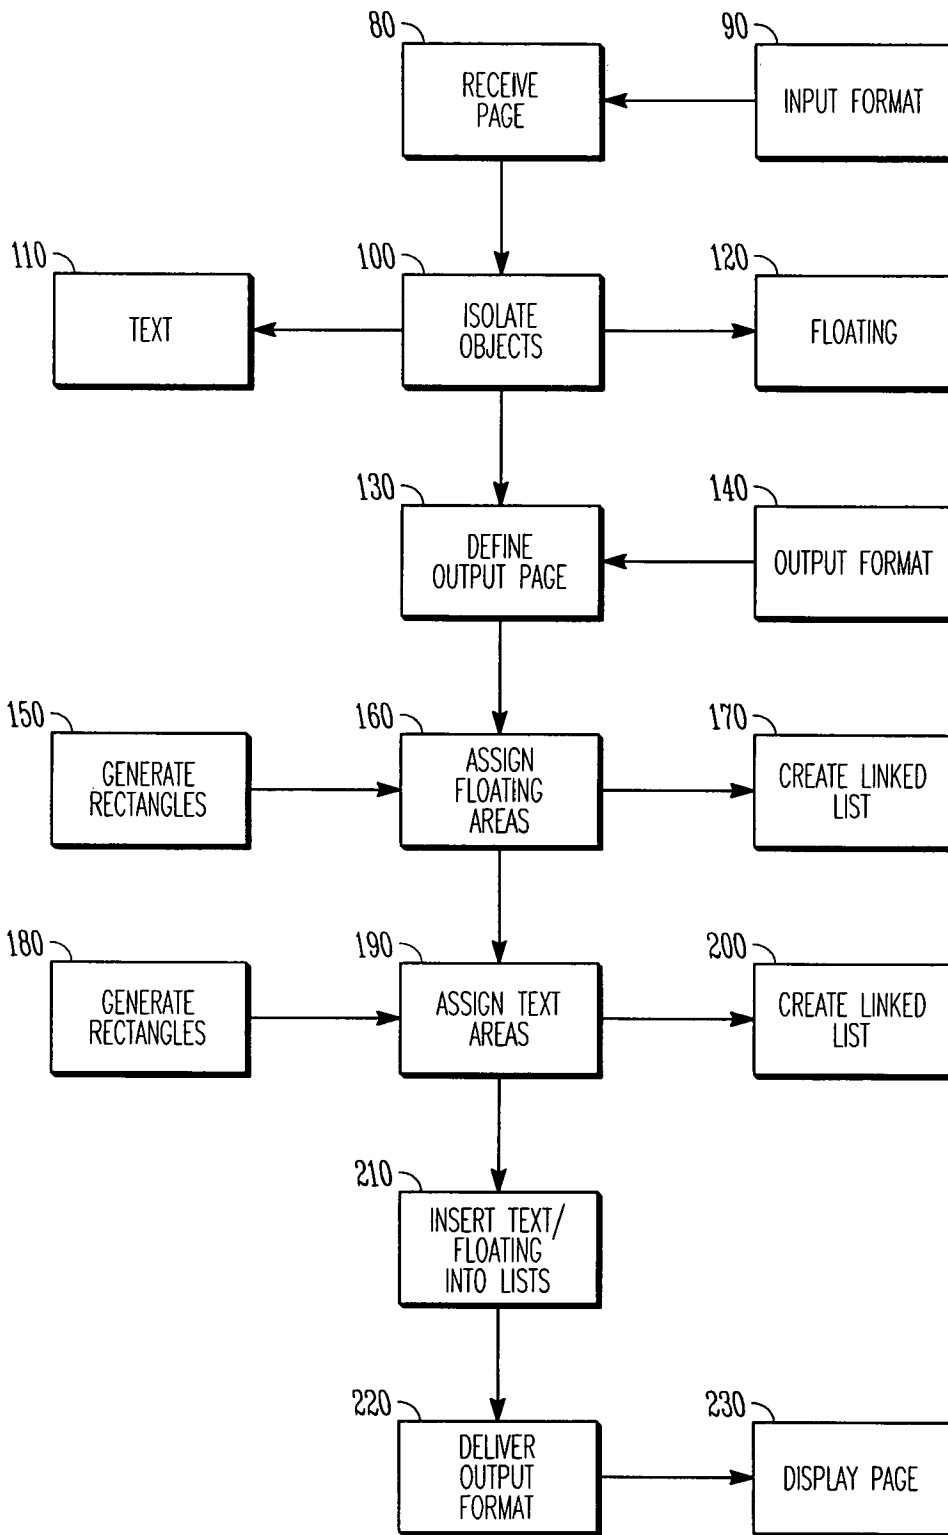 80
RECEIVE
PAGE
90
INPUT FORMAT
110
TEXT
100
ISOLATE
OBJECTS
120
FLOATING
130
DEFINE
OUTPUT PAGE
140
OUTPUT FORMAT
150
GENERATE
RECTANGLES
160
ASSIGN
FLOATING
AREAS
170
CREATE LINKED
LIST
180
GENERATE
RECTANGLES
190
ASSIGN TEXT
AREAS
200
CREATE LINKED
LIST
210
INSERT TEXT/
FLOATING
INTO LISTS
220
DELIVER
OUTPUT
FORMAT
230
DISPLAY PAGE